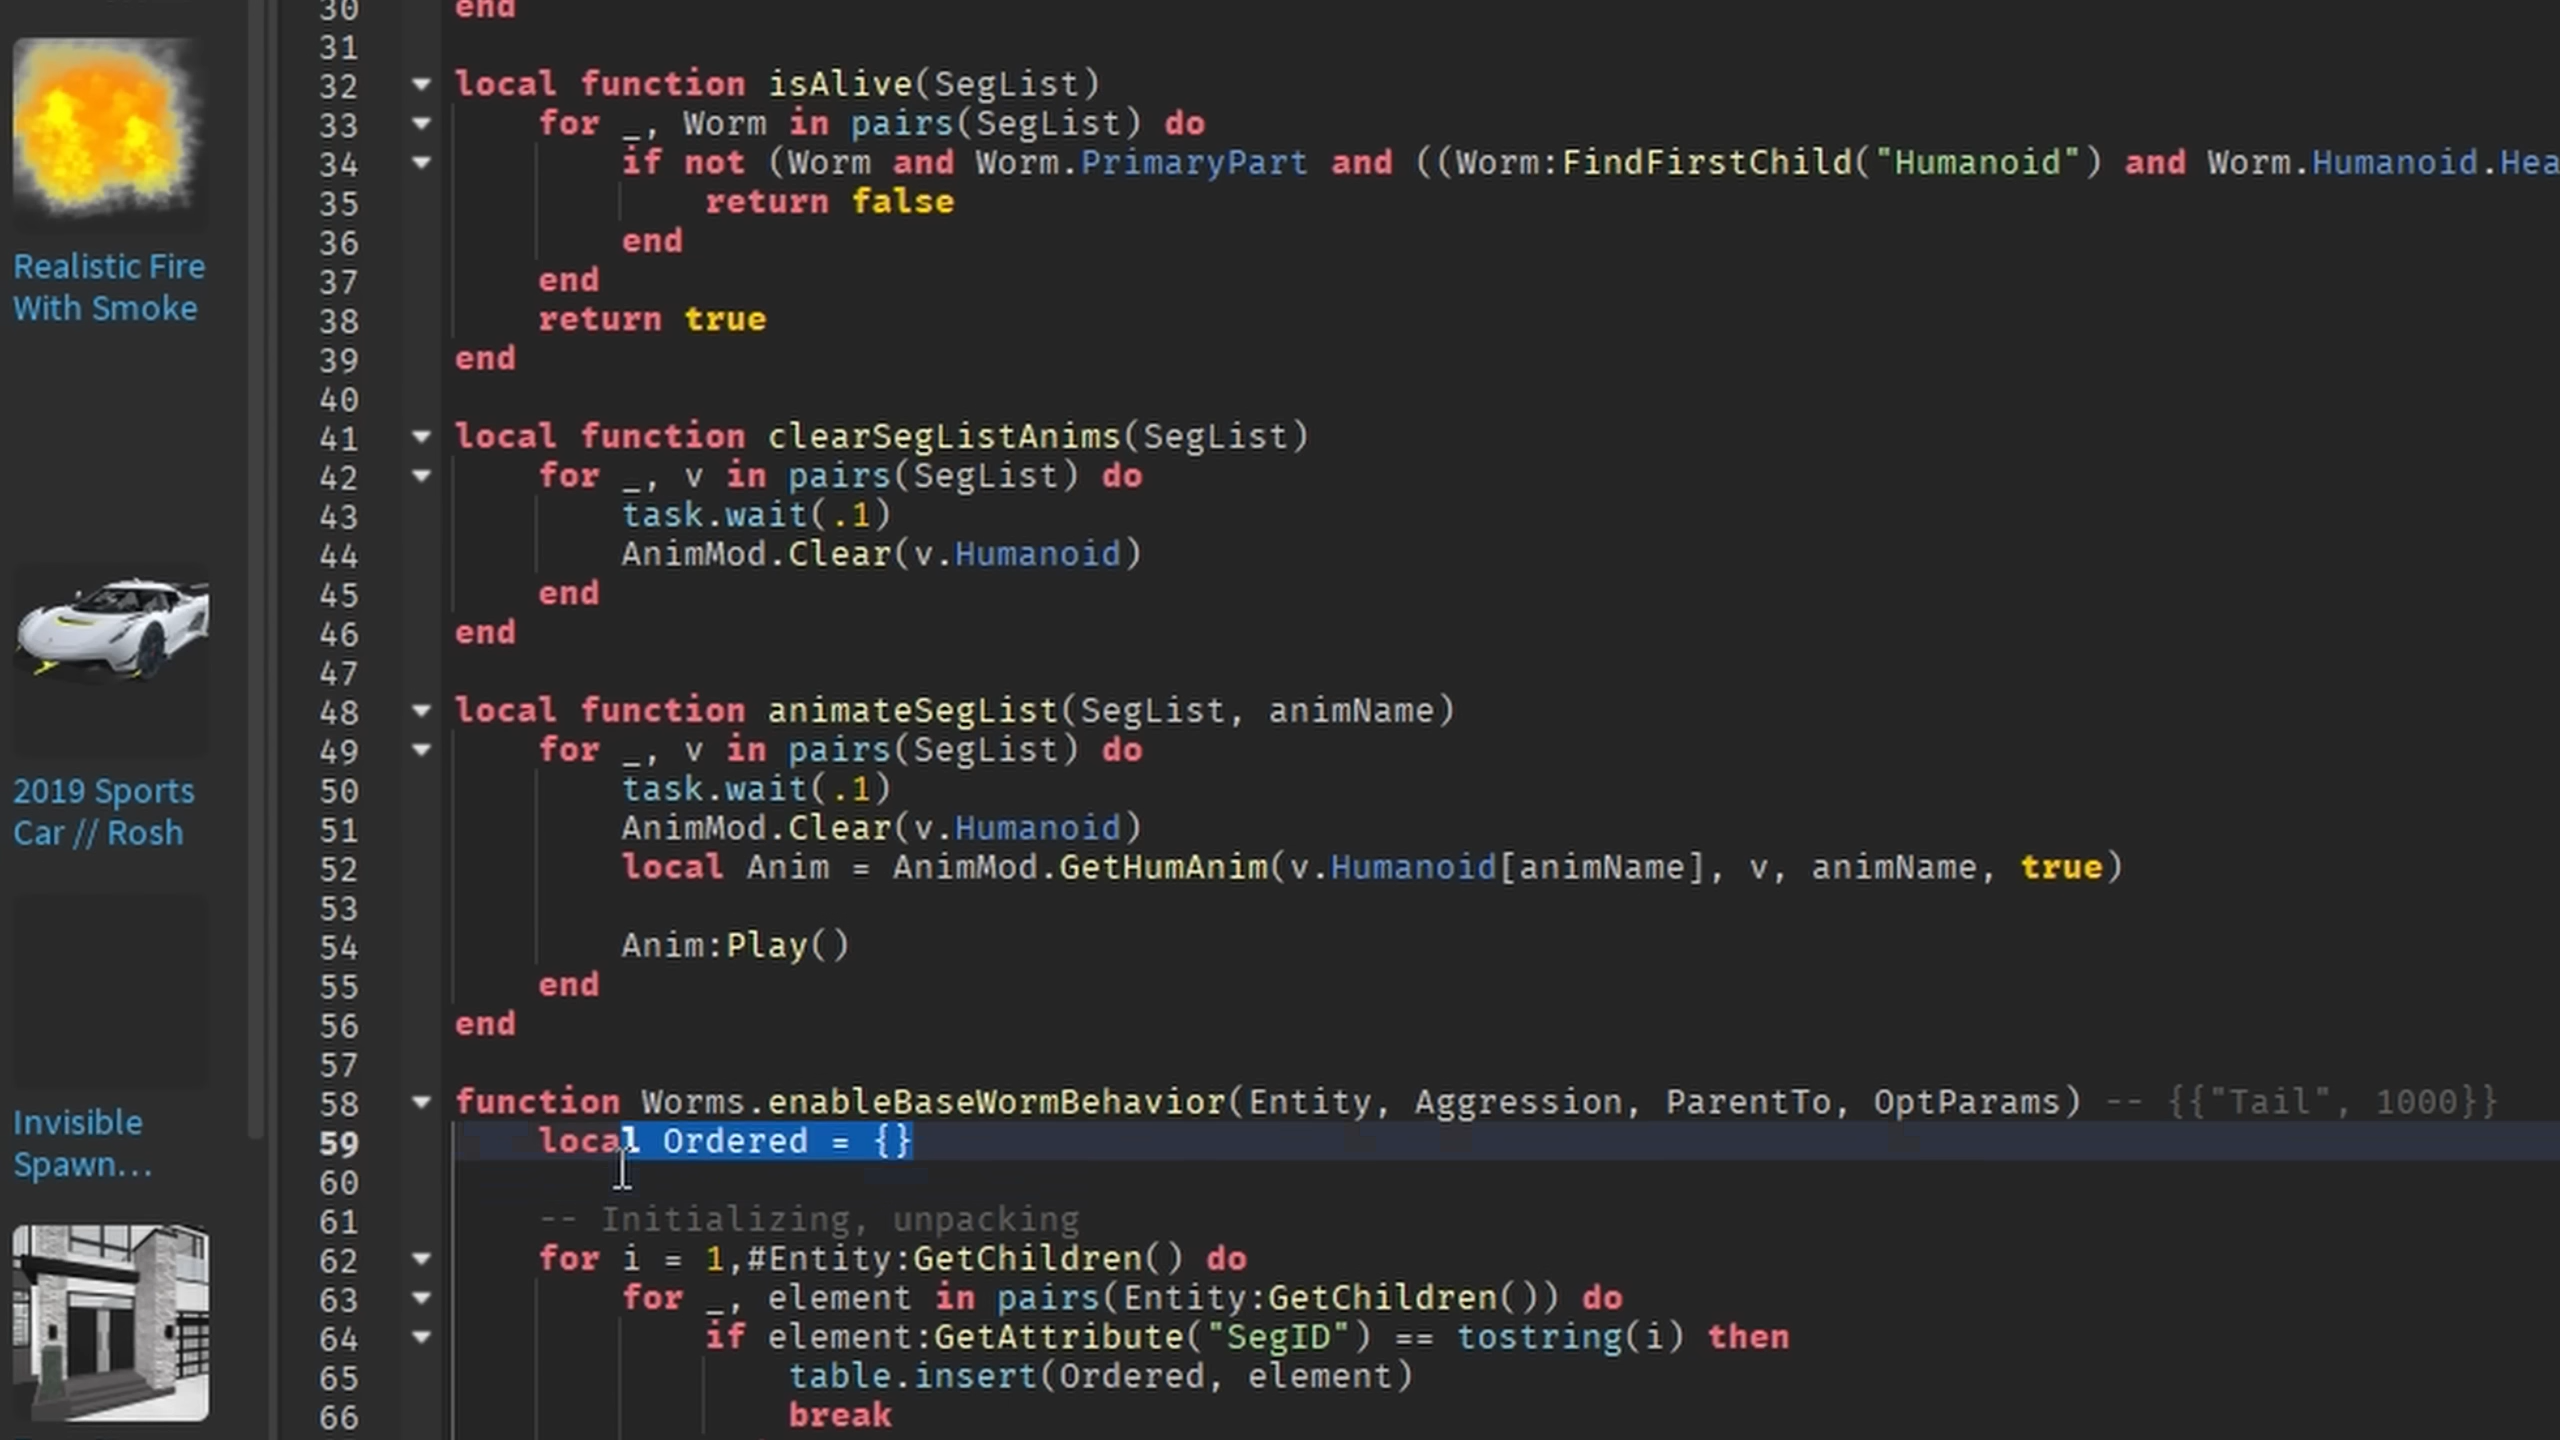 Realistic Fire
With Smoke
2019 Sports
Car // Rosh
Invisible
Spawn...
30 end
31
32 local function isAlive(SegList)
33 for _, Worm in pairs(SegList) do
34 if not (Worm and Worm.PrimaryPart and ((Worm:FindFirstChild("Humanoid") and Worm.Humanoid.Hea
35 return false
36 end
37 end
38 return true
39 end
40
41 local function clearSegListAnims(SegList)
42 for _, v in pairs(SegList) do
43 task.wait(.1)
44 AnimMod.Clear(v.Humanoid)
45 end
46 end
47
48 local function animateSegList(SegList, animName)
49 for _, v in pairs(SegList) do
50 task.wait(.1)
51 AnimMod.Clear(v.Humanoid)
52 local Anim = AnimMod.GetHumAnim(v.Humanoid[animName], v, animName, true)
53
54 Anim:Play()
55 end
56 end
57
58 function Worms.enableBaseWormBehavior(Entity, Aggression, ParentTo, OptParams) -- {{"Tail", 1000}}
59 local Ordered = {}
60
61 -- Initializing, unpacking
62 for i = 1,#Entity:GetChildren() do
63 for _, element in pairs(Entity:GetChildren()) do
64 if element:GetAttribute("SegID") == tostring(i) then
65 table.insert(Ordered, element)
66 break